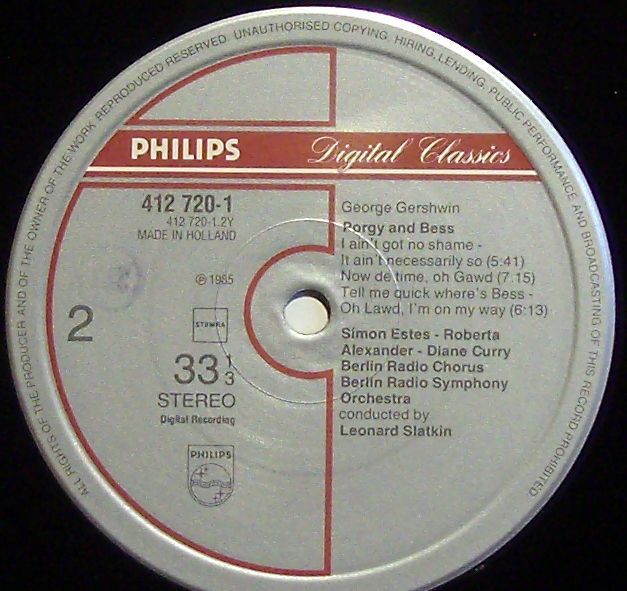 ALL RIGHTS OF THE PRODUCER AND OF THE OWNER OF THE WORK REPRODUCED RESERVED. UNAUTHORISED COPYING, HIRING, LENDING, PUBLIC PERFORMANCE AND BROADCASTING OF THIS RECORD PROHIBITED
PHILIPS Digital Classics
412 720-1
412 720-1.2Y
MADE IN HOLLAND
℗ 1985
2
STEMRA
33 1/3
STEREO
Digital Recording
PHILIPS
George Gershwin
Porgy and Bess
I ain't got no shame -
It ain't necessarily so (5:41)
Now de time, oh Gawd (7.15)
Tell me quick where's Bess -
Oh Lawd, I'm on my way (6:13)
Simon Estes - Roberta
Alexander - Diane Curry
Berlin Radio Chorus
Berlin Radio Symphony
Orchestra
conducted by
Leonard Slatkin